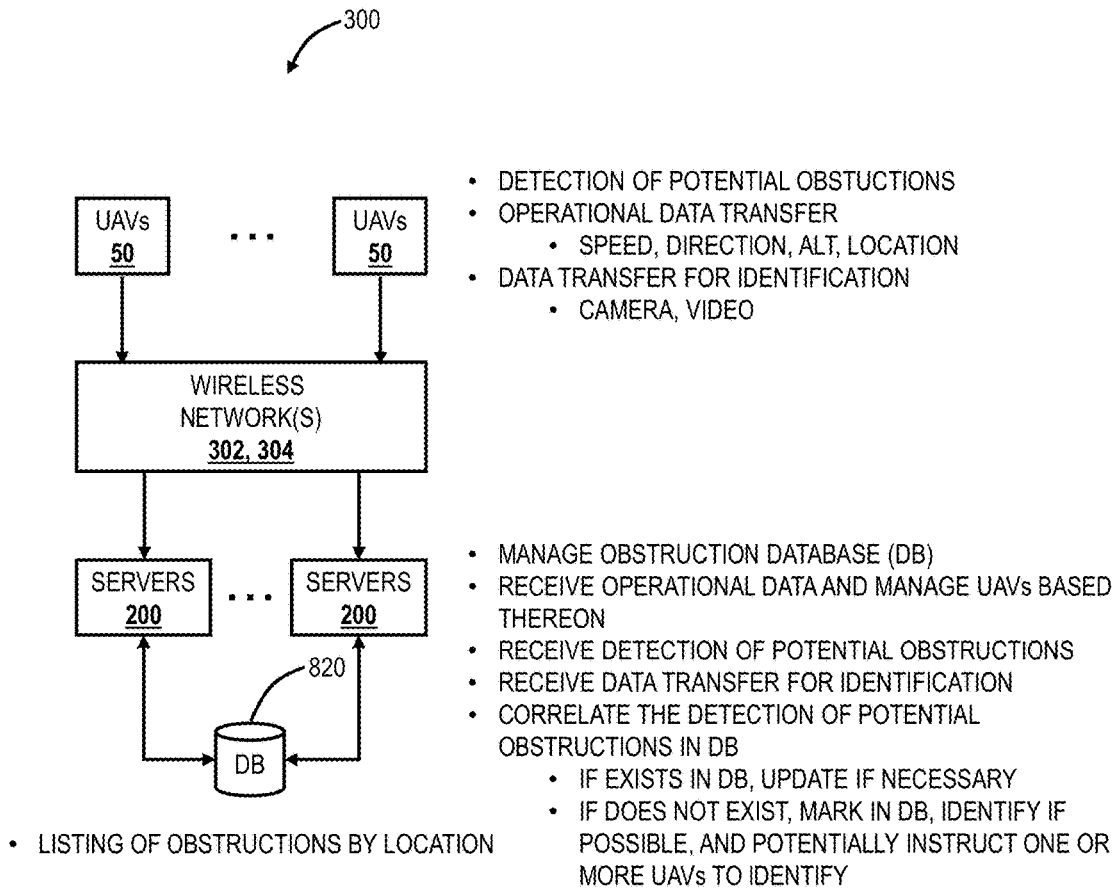 300
• DETECTION OF POTENTIAL OBSTUCTIONS
• OPERATIONAL DATA TRANSFER
• SPEED, DIRECTION, ALT, LOCATION
• DATA TRANSFER FOR IDENTIFICATION
• CAMERA, VIDEO
UAVs
50
• • •
UAVs
50
WIRELESS
NETWORK(S)
302, 304
SERVERS
200
• • •
SERVERS
200
820
DB
• MANAGE OBSTRUCTION DATABASE (DB)
• RECEIVE OPERATIONAL DATA AND MANAGE UAVs BASED
THEREON
• RECEIVE DETECTION OF POTENTIAL OBSTRUCTIONS
• RECEIVE DATA TRANSFER FOR IDENTIFICATION
• CORRELATE THE DETECTION OF POTENTIAL
OBSTRUCTIONS IN DB
• IF EXISTS IN DB, UPDATE IF NECESSARY
• IF DOES NOT EXIST, MARK IN DB, IDENTIFY IF
POSSIBLE, AND POTENTIALLY INSTRUCT ONE OR
MORE UAVs TO IDENTIFY
• LISTING OF OBSTRUCTIONS BY LOCATION